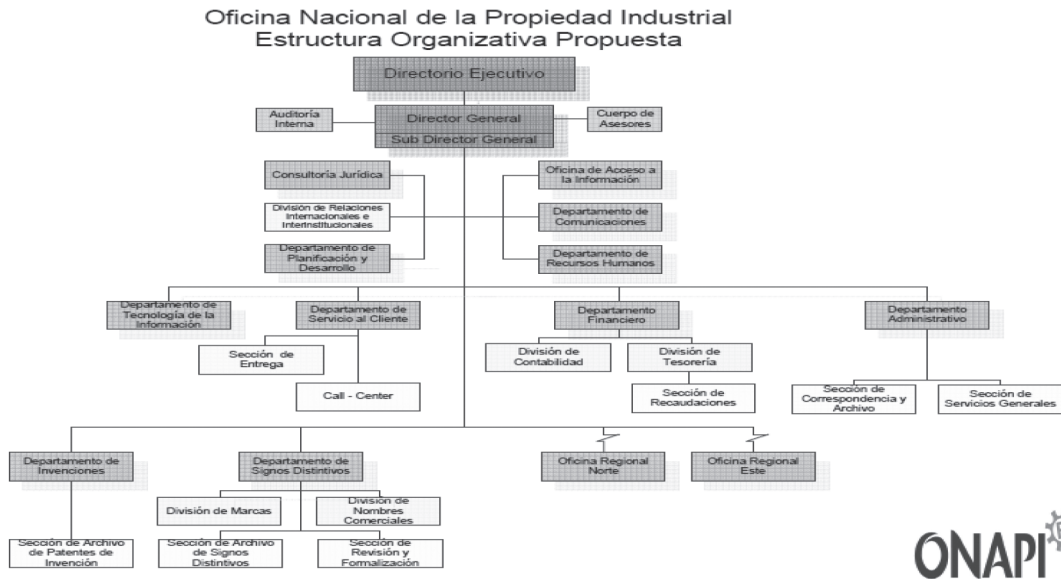 Oficina Nacional de la Propiedad Industrial
Estructura Organizativa Propuesta
Directorio Ejecutivo
Auditoría
Interna
Director General
Sub Director General
Cuerpo de
Asesores
Consultoría Jurídica
Oficina de Acceso a
la Información
División de Relaciones
Internacionales e
Interinstitucionales
Departamento de
Comunicaciones
Departamento de
Planificación y
Desarrollo
Departamento de
Recursos Humanos
Departamento de
Tecnología de la
Información
Departamento de
Servicio al Cliente
Departamento
Financiero
Departamento
Administrativo
Sección de
Entrega
División de
Contabilidad
División de
Tesorería
Call - Center
Sección de
Recaudaciones
Sección de
Correspondencia y
Archivo
Sección de
Servicios Generales
Departamento de
Invenciones
Departamento de
Signos Distintivos
Oficina Regional
Norte
Oficina Regional
Este
División de Marcas
División de
Nombres
Comerciales
Sección de Archivo
de Patentes de
Invención
Sección de Archivo
de Signos
Distintivos
Sección de
Revisión y
Formalización
ONAPI